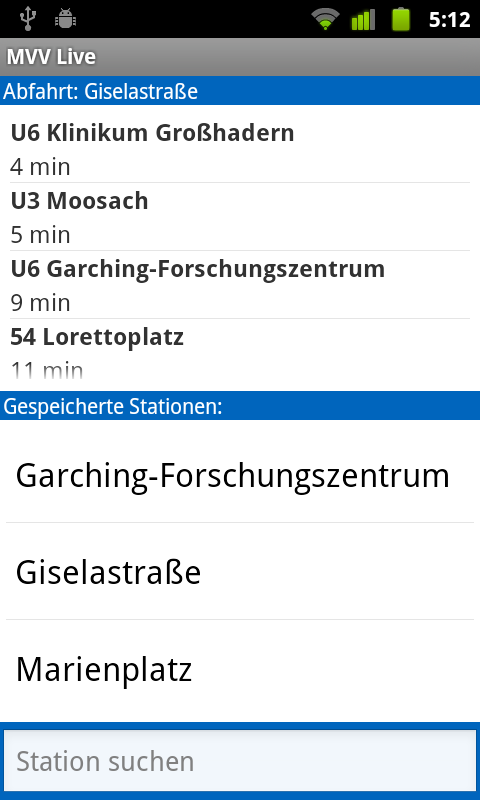 5:12
MVV Live
Abfahrt: Giselastraße
U6 Klinikum Großhadern
4 min
U3 Moosach
5 min
U6 Garching-Forschungszentrum
9 min
54 Lorettoplatz
11 min
Gespeicherte Stationen:
Garching-Forschungszentrum
Giselastraße
Marienplatz
Station suchen